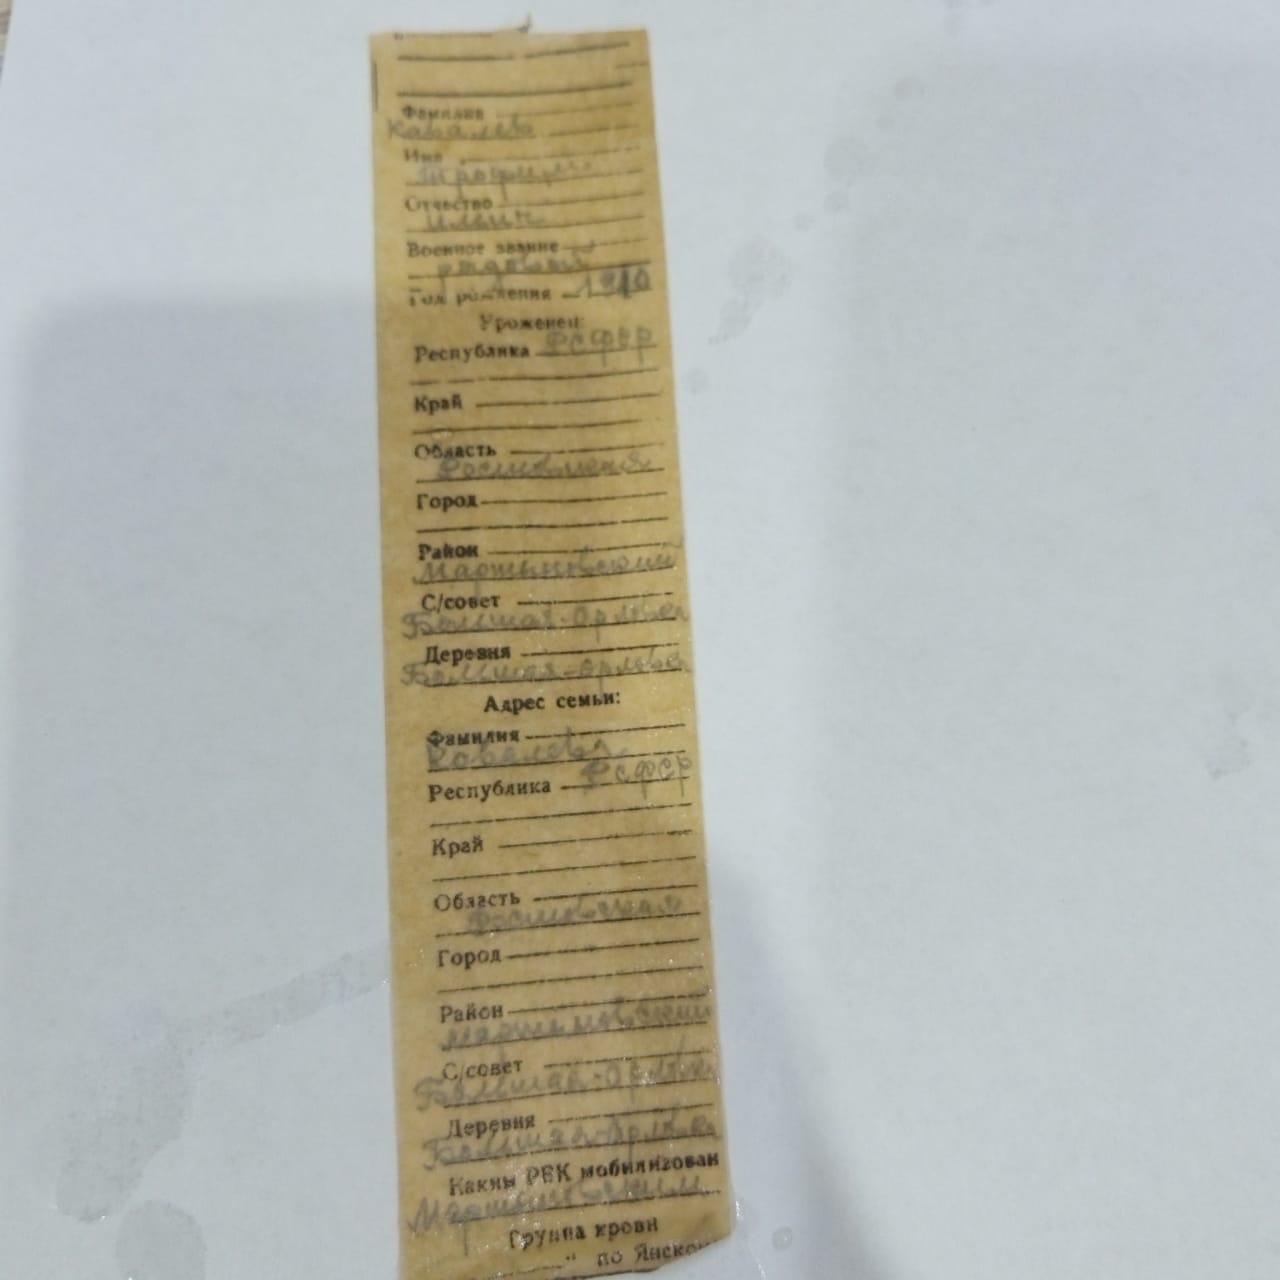 Фамилия
Кавалев
Имя
Трофим
Отчество
Ильич
Военное звание
рядовой
Год рождения 1910
Уроженец:
Республика РСФСР
Край
Область
Ростовская
Город
Район
Мартыновский
С/совет
Большая-Орловка
Деревня
Большая-Орловка
Адрес семьи:
Фамилия
Ковалева
Республика РСФСР
Край
Область
Ростовская
Город
Район
Мартыновский
С/совет
Большая-Орловка
Деревня
Большая-Орловка
Каким РВК мобилизован
Мартыновским
Группа крови
" по Янско